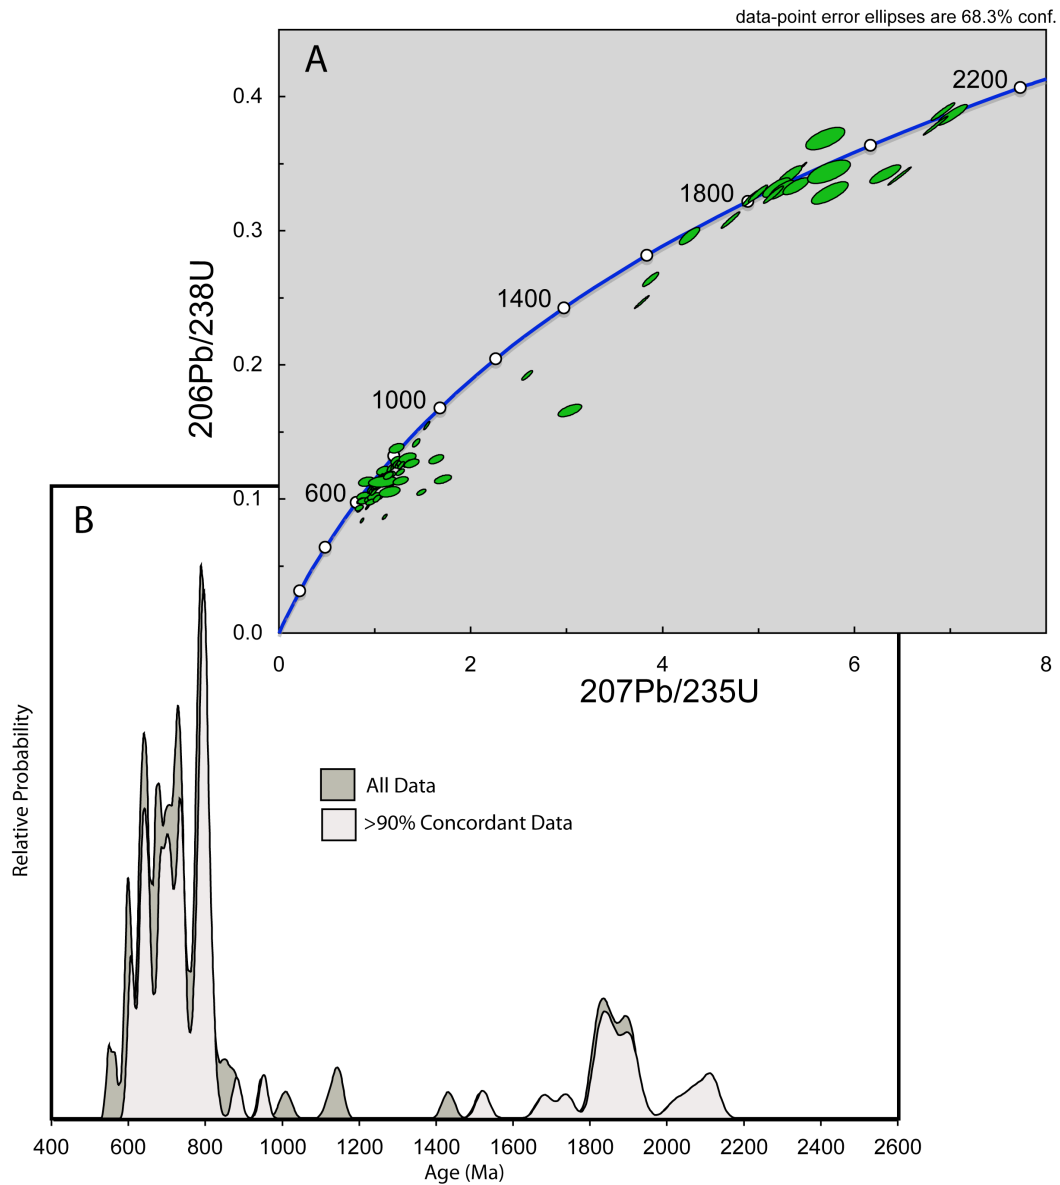 data-point error ellipses are 68.3% conf.
A
2200
1800
1400
1000
600
0.4
0.3
0.2
0.1
0.0
206Pb/238U
0 2 4 6 8
207Pb/235U
B
All Data
>90% Concordant Data
Relative Probability
400 600 800 1000 1200 1400 1600 1800 2000 2200 2400 2600
Age (Ma)